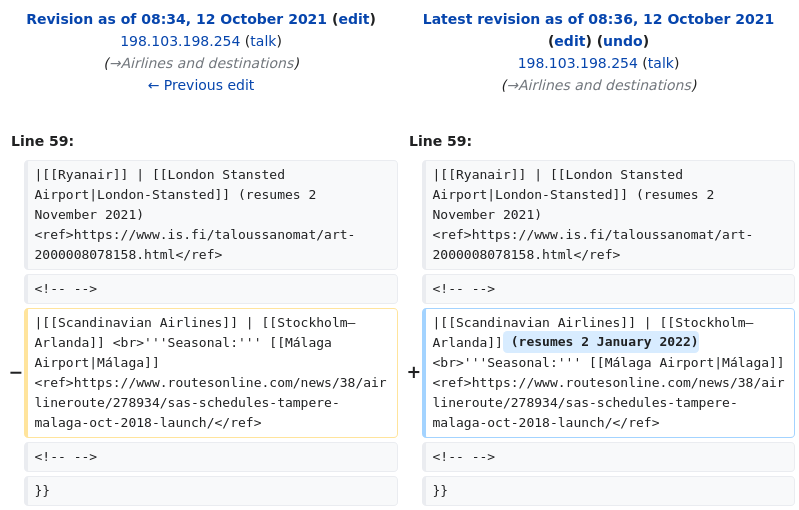 Revision as of 08:34, 12 October 2021 (edit)
198.103.198.254 (talk)
(→Airlines and destinations)
← Previous edit
Latest revision as of 08:36, 12 October 2021
(edit) (undo)
198.103.198.254 (talk)
(→Airlines and destinations)
Line 59:
|[[Ryanair]] | [[London Stansted
Airport|London-Stansted]] (resumes 2
November 2021)
<ref>https://www.is.fi/taloussanomat/art-
2000008078158.html</ref>
<!-- -->
−
|[[Scandinavian Airlines]] | [[Stockholm–
Arlanda]] <br>'''Seasonal:''' [[Málaga
Airport|Málaga]]
<ref>https://www.routesonline.com/news/38/air
lineroute/278934/sas-schedules-tampere-
malaga-oct-2018-launch/</ref>
<!-- -->
}}
Line 59:
|[[Ryanair]] | [[London Stansted
Airport|London-Stansted]] (resumes 2
November 2021)
<ref>https://www.is.fi/taloussanomat/art-
2000008078158.html</ref>
<!-- -->
+
|[[Scandinavian Airlines]] | [[Stockholm–
Arlanda]] (resumes 2 January 2022)
<br>'''Seasonal:''' [[Málaga Airport|Málaga]]
<ref>https://www.routesonline.com/news/38/air
lineroute/278934/sas-schedules-tampere-
malaga-oct-2018-launch/</ref>
<!-- -->
}}